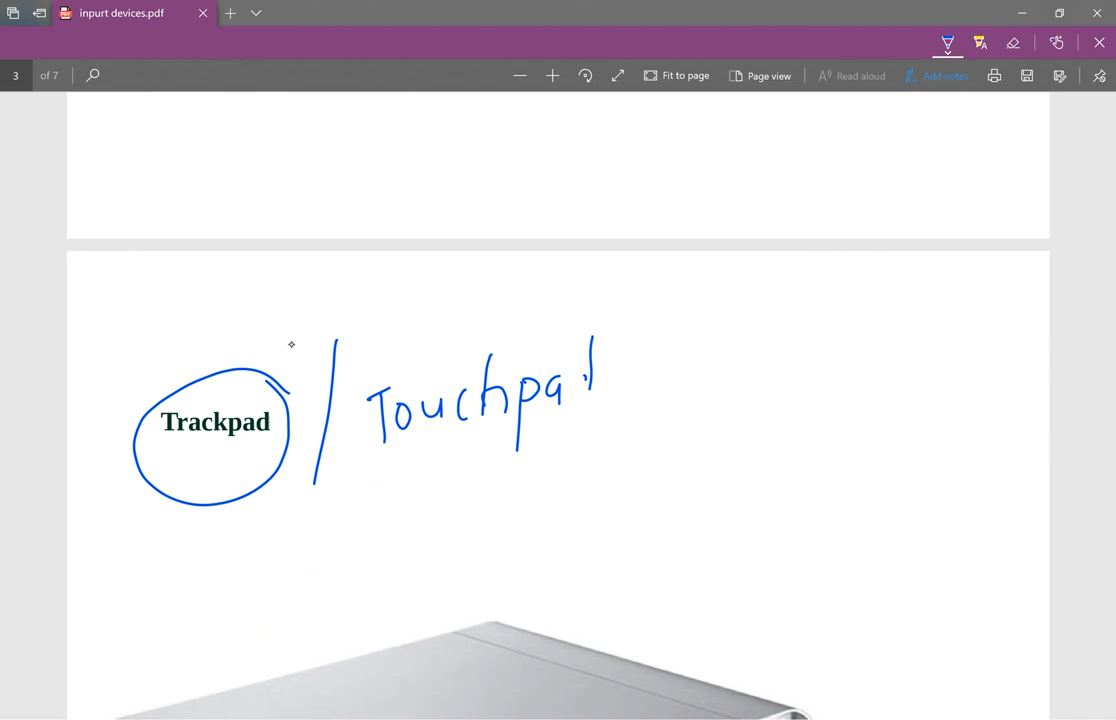 inpurt devices.pdf
3 of 7 Fit to page Page view Read aloud Add notes
Trackpad / Touchpad